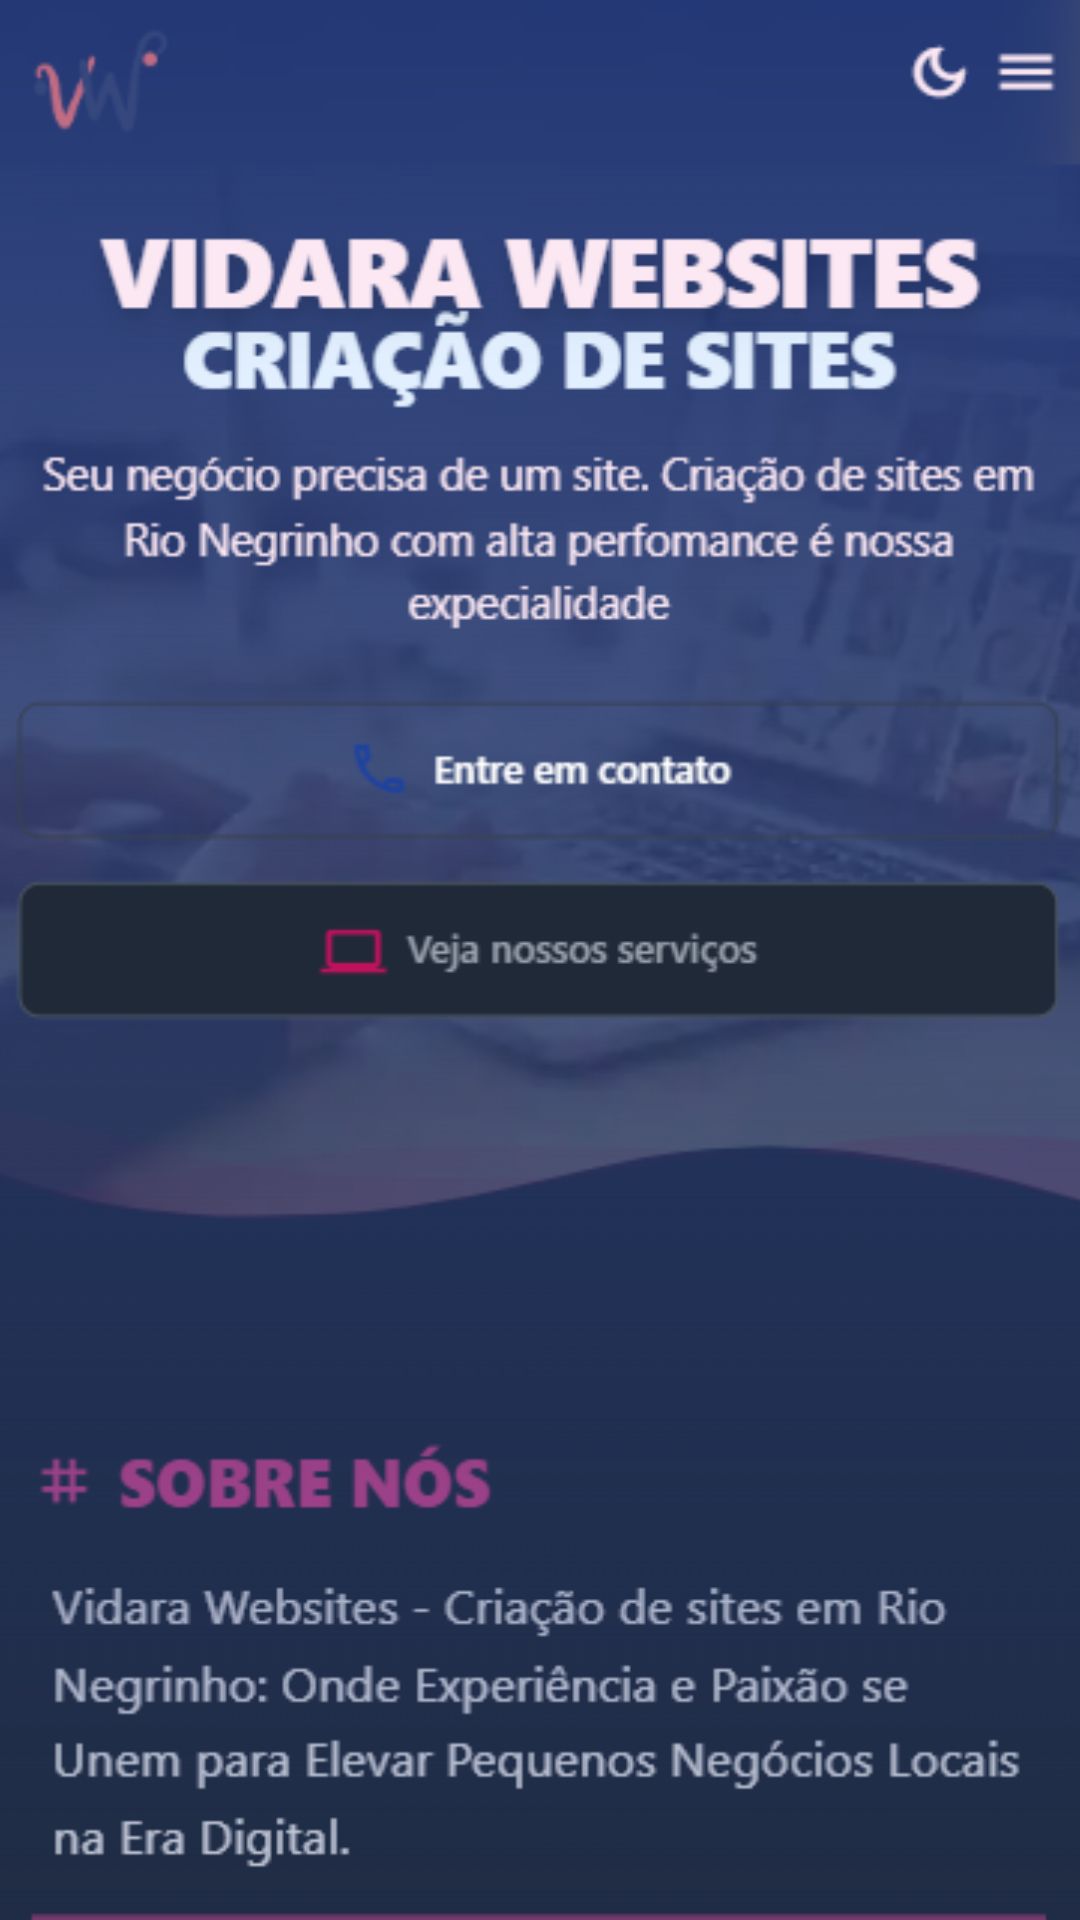 VW
VIDARA WEBSITES
CRIAÇÃO DE SITES
Seu negócio precisa de um site. Criação de sites em
Rio Negrinho com alta perfomance é nossa
expecialidade
Entre em contato
Veja nossos serviços
# SOBRE NÓS
Vidara Websites - Criação de sites em Rio
Negrinho: Onde Experiência e Paixão se
Unem para Elevar Pequenos Negócios Locais
na Era Digital.